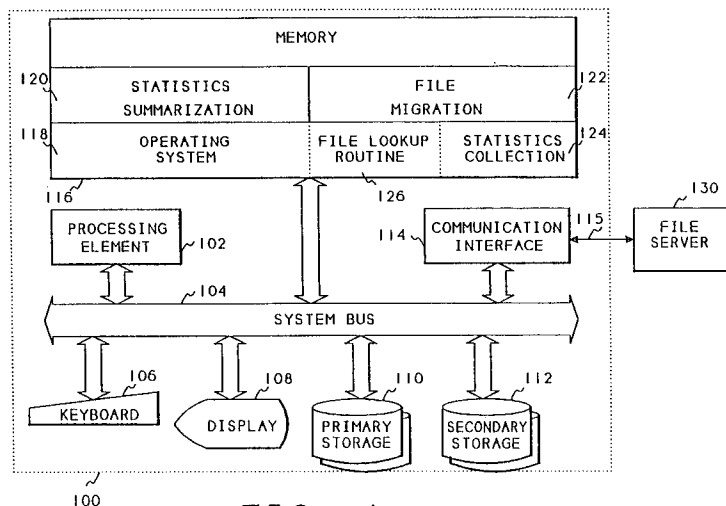 MEMORY
120
STATISTICS
SUMMARIZATION
FILE
MIGRATION
122
118
OPERATING
SYSTEM
FILE LOOKUP
ROUTINE
STATISTICS
COLLECTION
124
116
126
130
PROCESSING
ELEMENT
102
114
COMMUNICATION
INTERFACE
115
FILE
SERVER
104
SYSTEM BUS
106
KEYBOARD
108
DISPLAY
110
PRIMARY
STORAGE
112
SECONDARY
STORAGE
100